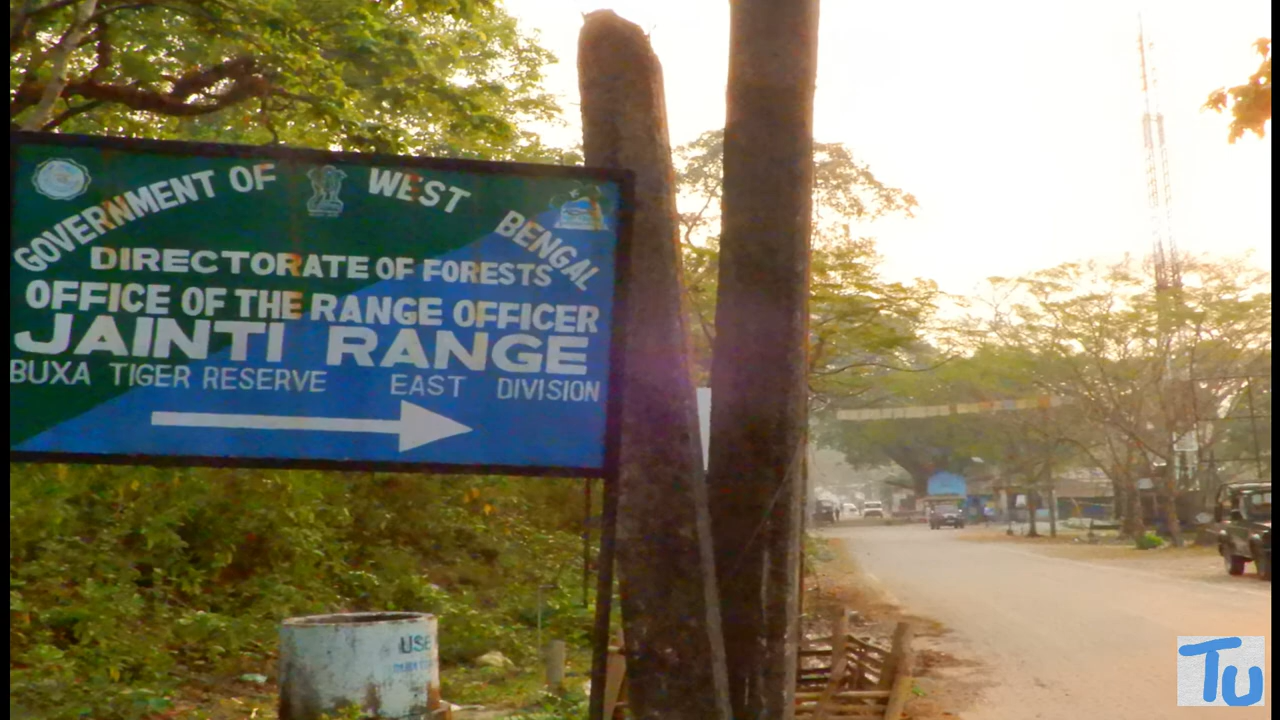 GOVERNMENT OF WEST BENGAL
DIRECTORATE OF FORESTS
OFFICE OF THE RANGE OFFICER
JAINTI RANGE
BUXA TIGER RESERVE EAST DIVISION
USE
Tu